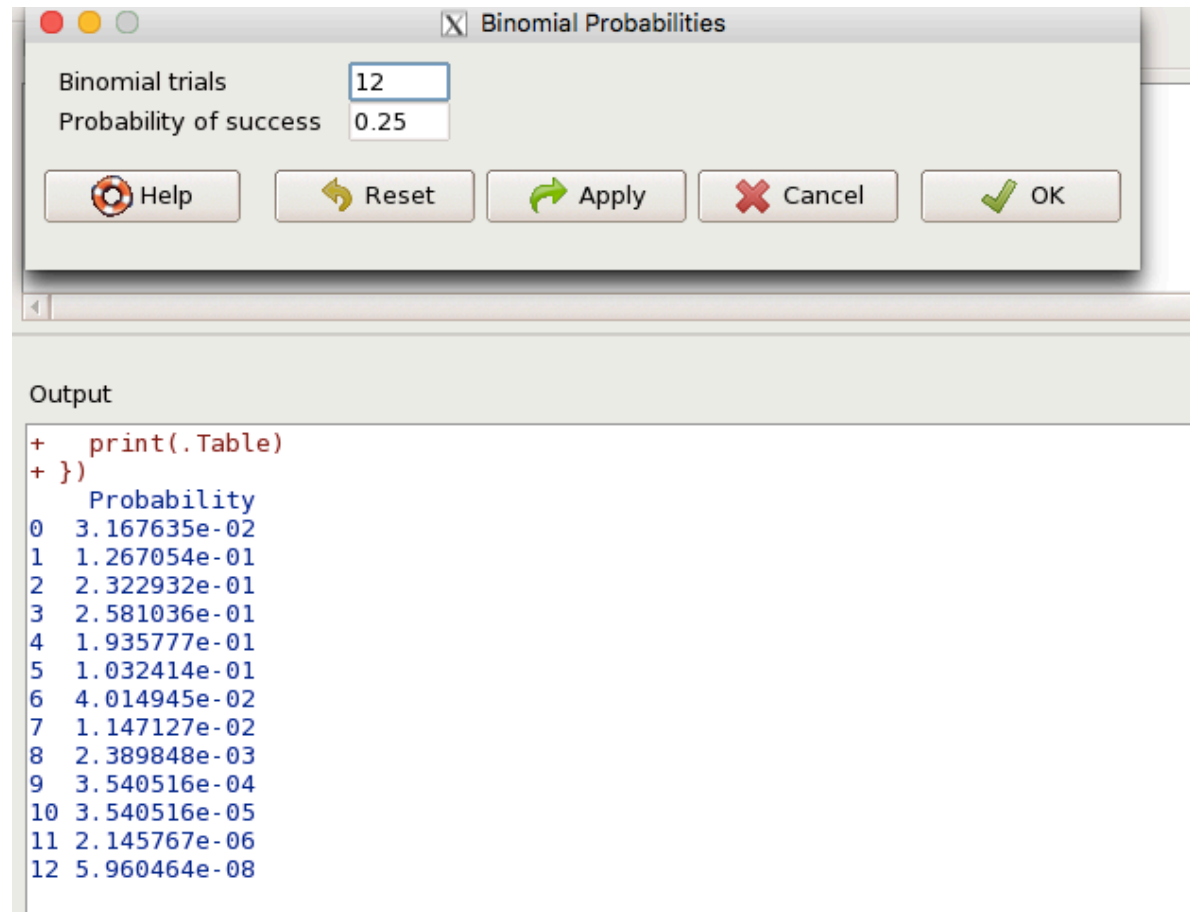 Binomial Probabilities
Binomial trials 12
Probability of success 0.25
Help Reset Apply Cancel OK
Output
+   print(.Table)
+ })
    Probability
0  3.167635e-02
1  1.267054e-01
2  2.322932e-01
3  2.581036e-01
4  1.935777e-01
5  1.032414e-01
6  4.014945e-02
7  1.147127e-02
8  2.389848e-03
9  3.540516e-04
10 3.540516e-05
11 2.145767e-06
12 5.960464e-08